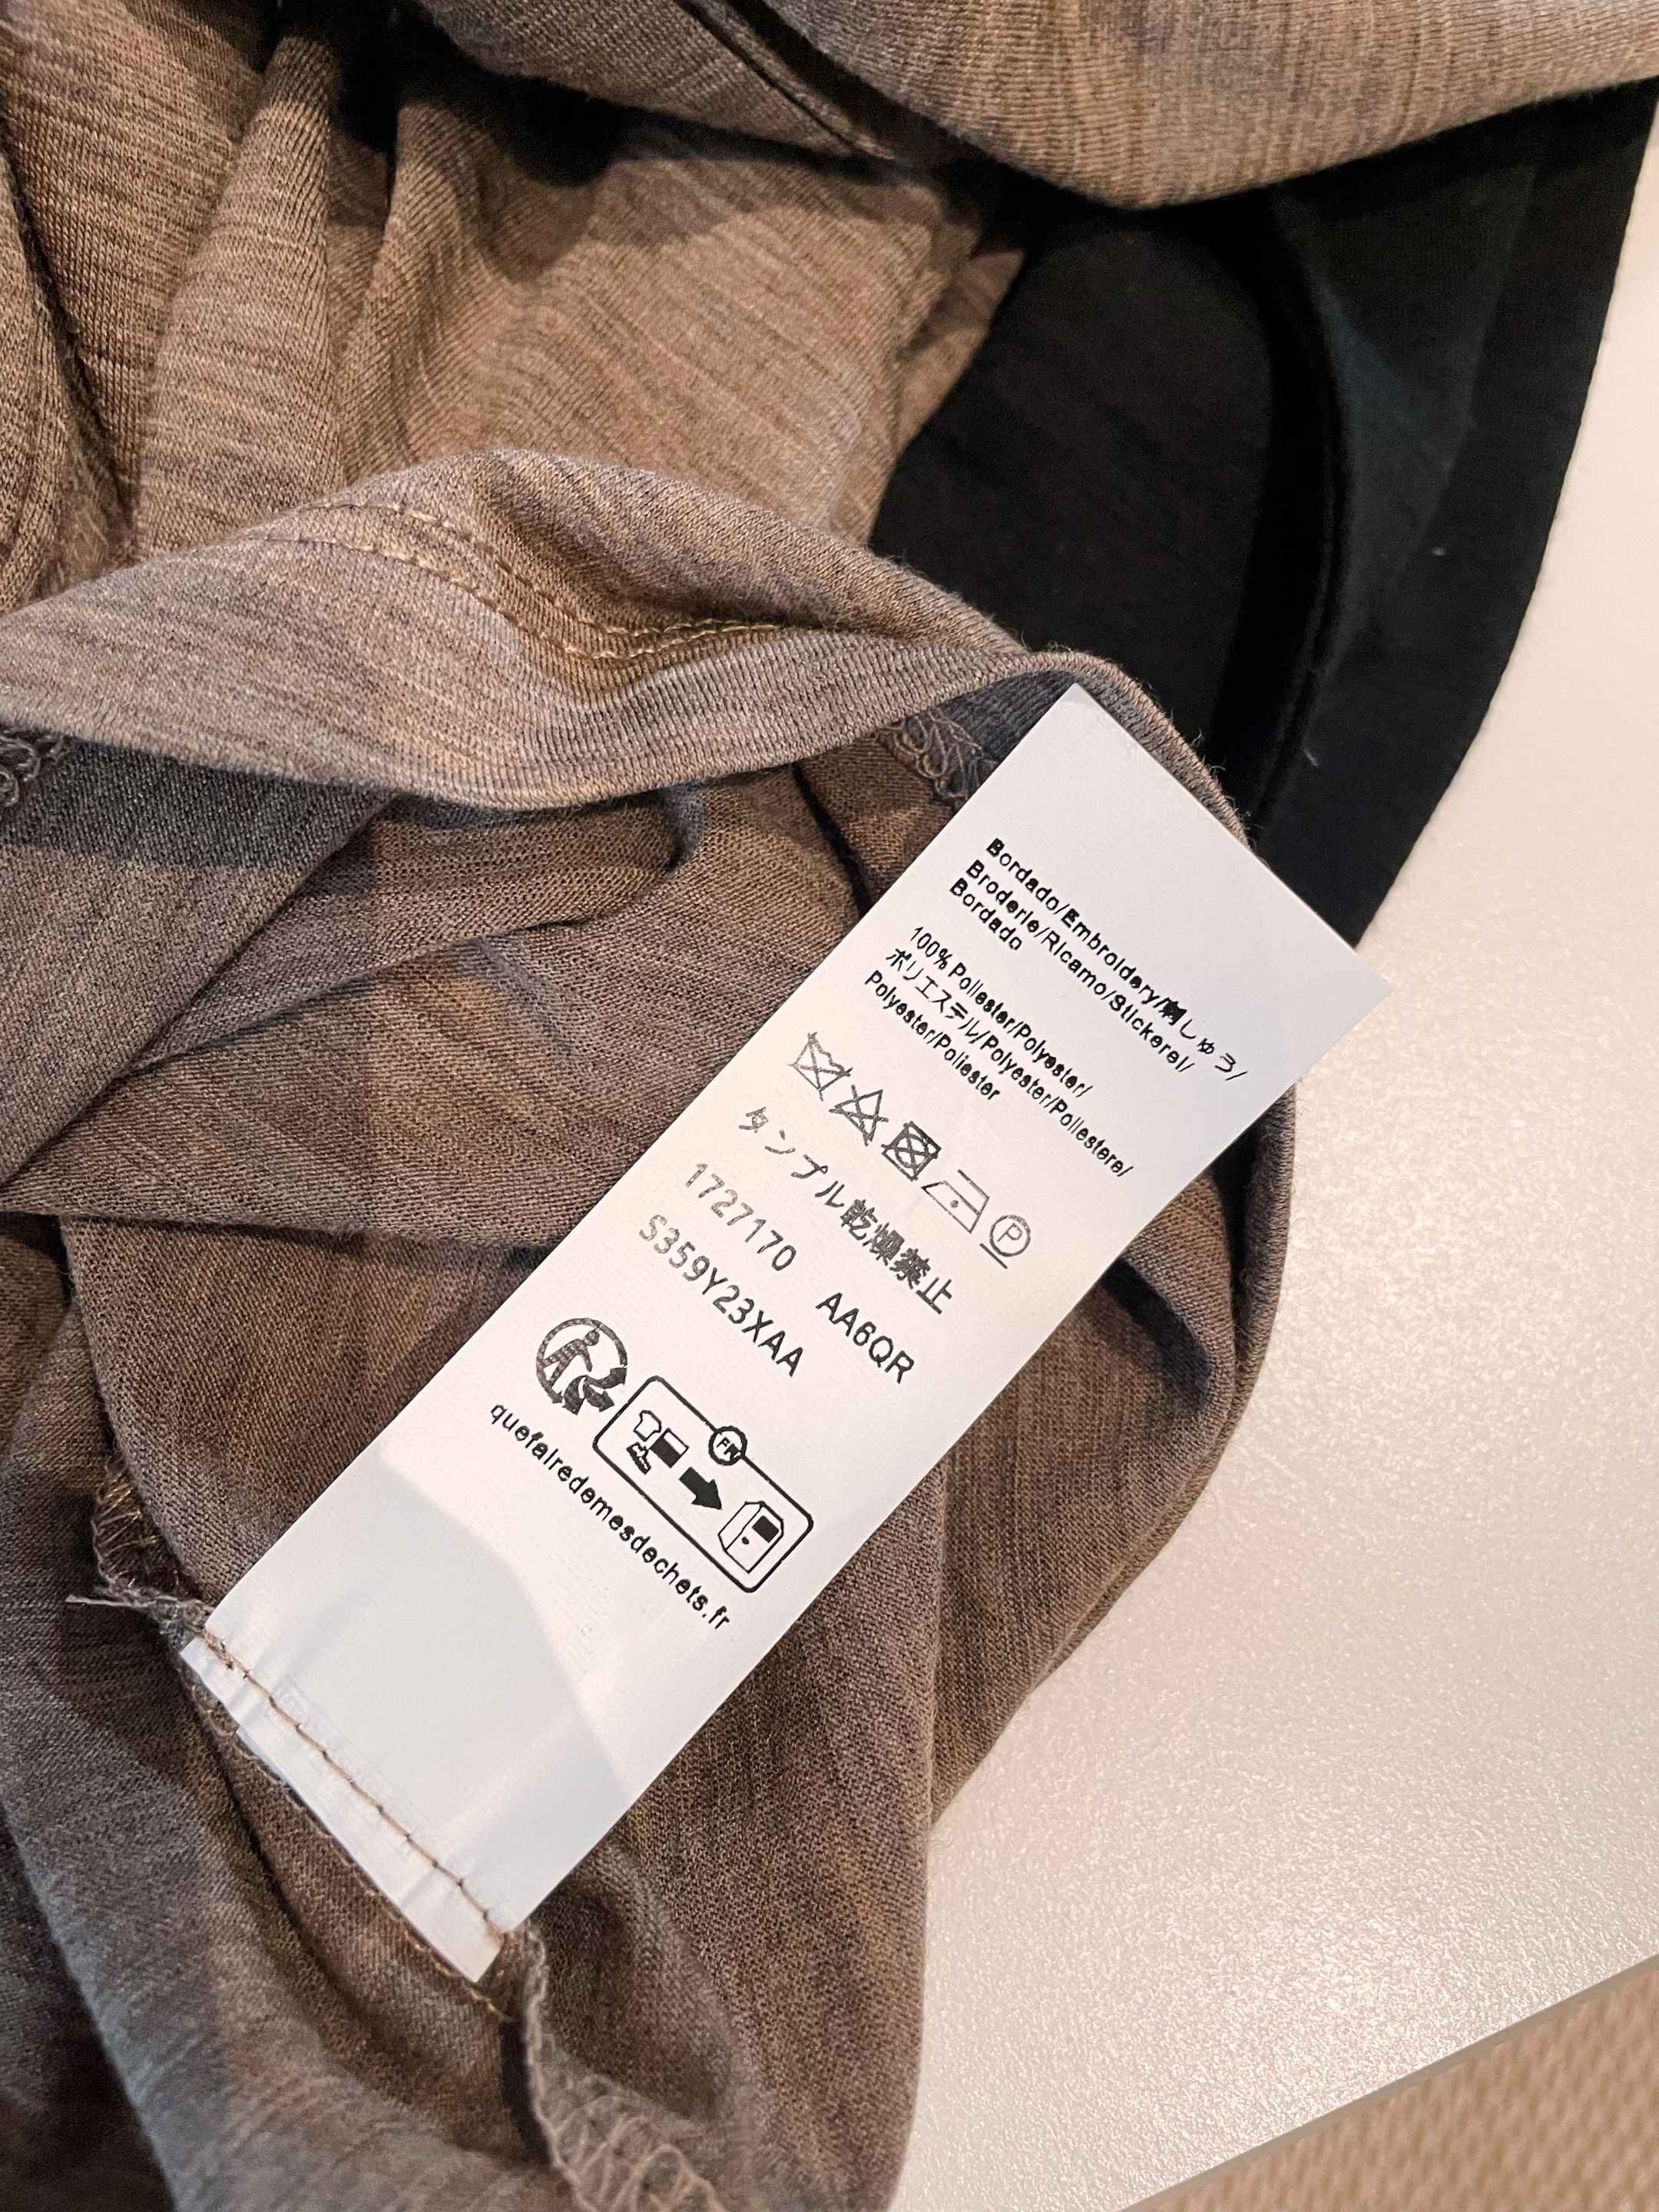 Bordado/Embroidery/刺しゅう/
Broderie/Ricamo/Stickerei/
Bordado
100% Poliester/Polyester/
ポリエステル/Polyester/Poliestere/
Polyester/Poliester
P
タンブル乾燥禁止
1727170 AA6QR
S359Y23XAA
FR
quefairedemesdechets.fr